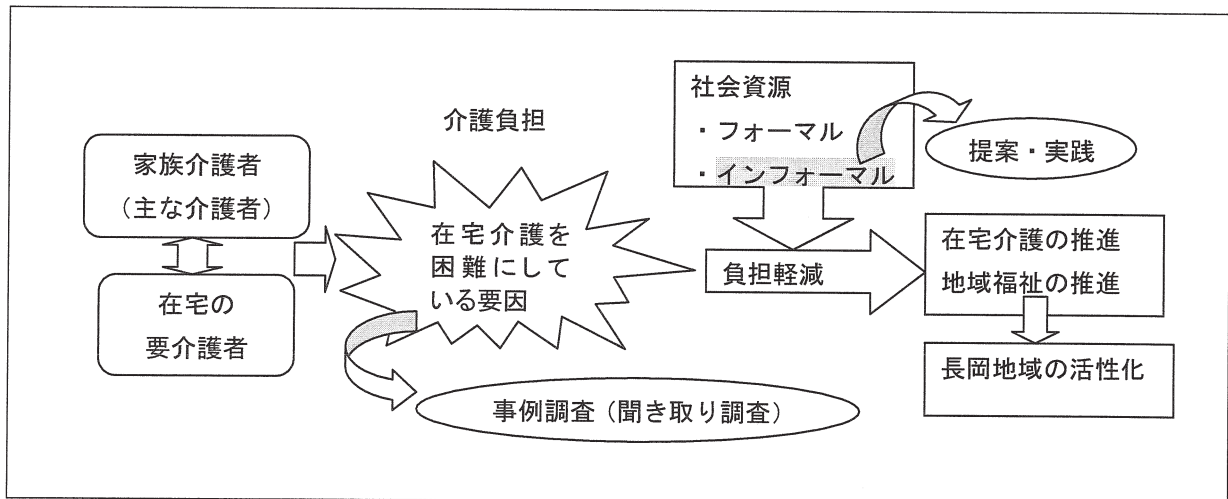 介護負担
家族介護者
(主な介護者)
在宅の
要介護者
在宅介護を
困難にして
いる要因
事例調査(聞き取り調査)
社会資源
・フォーマル
・インフォーマル
提案・実践
負担軽減
在宅介護の推進
地域福祉の推進
長岡地域の活性化